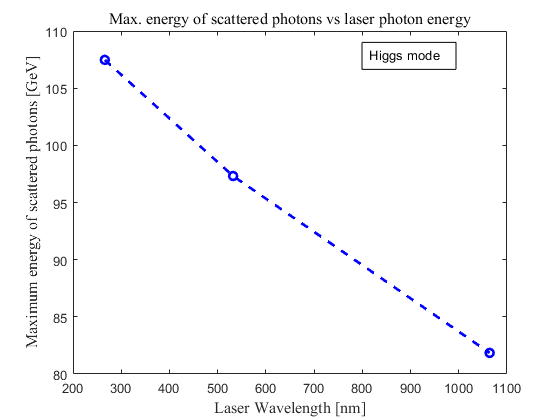 Max. energy of scattered photons vs laser photon energy
Higgs mode
Maximum energy of scattered photons [GeV]
110
105
100
95
90
85
80
200 300 400 500 600 700 800 900 1000 1100
Laser Wavelength [nm]